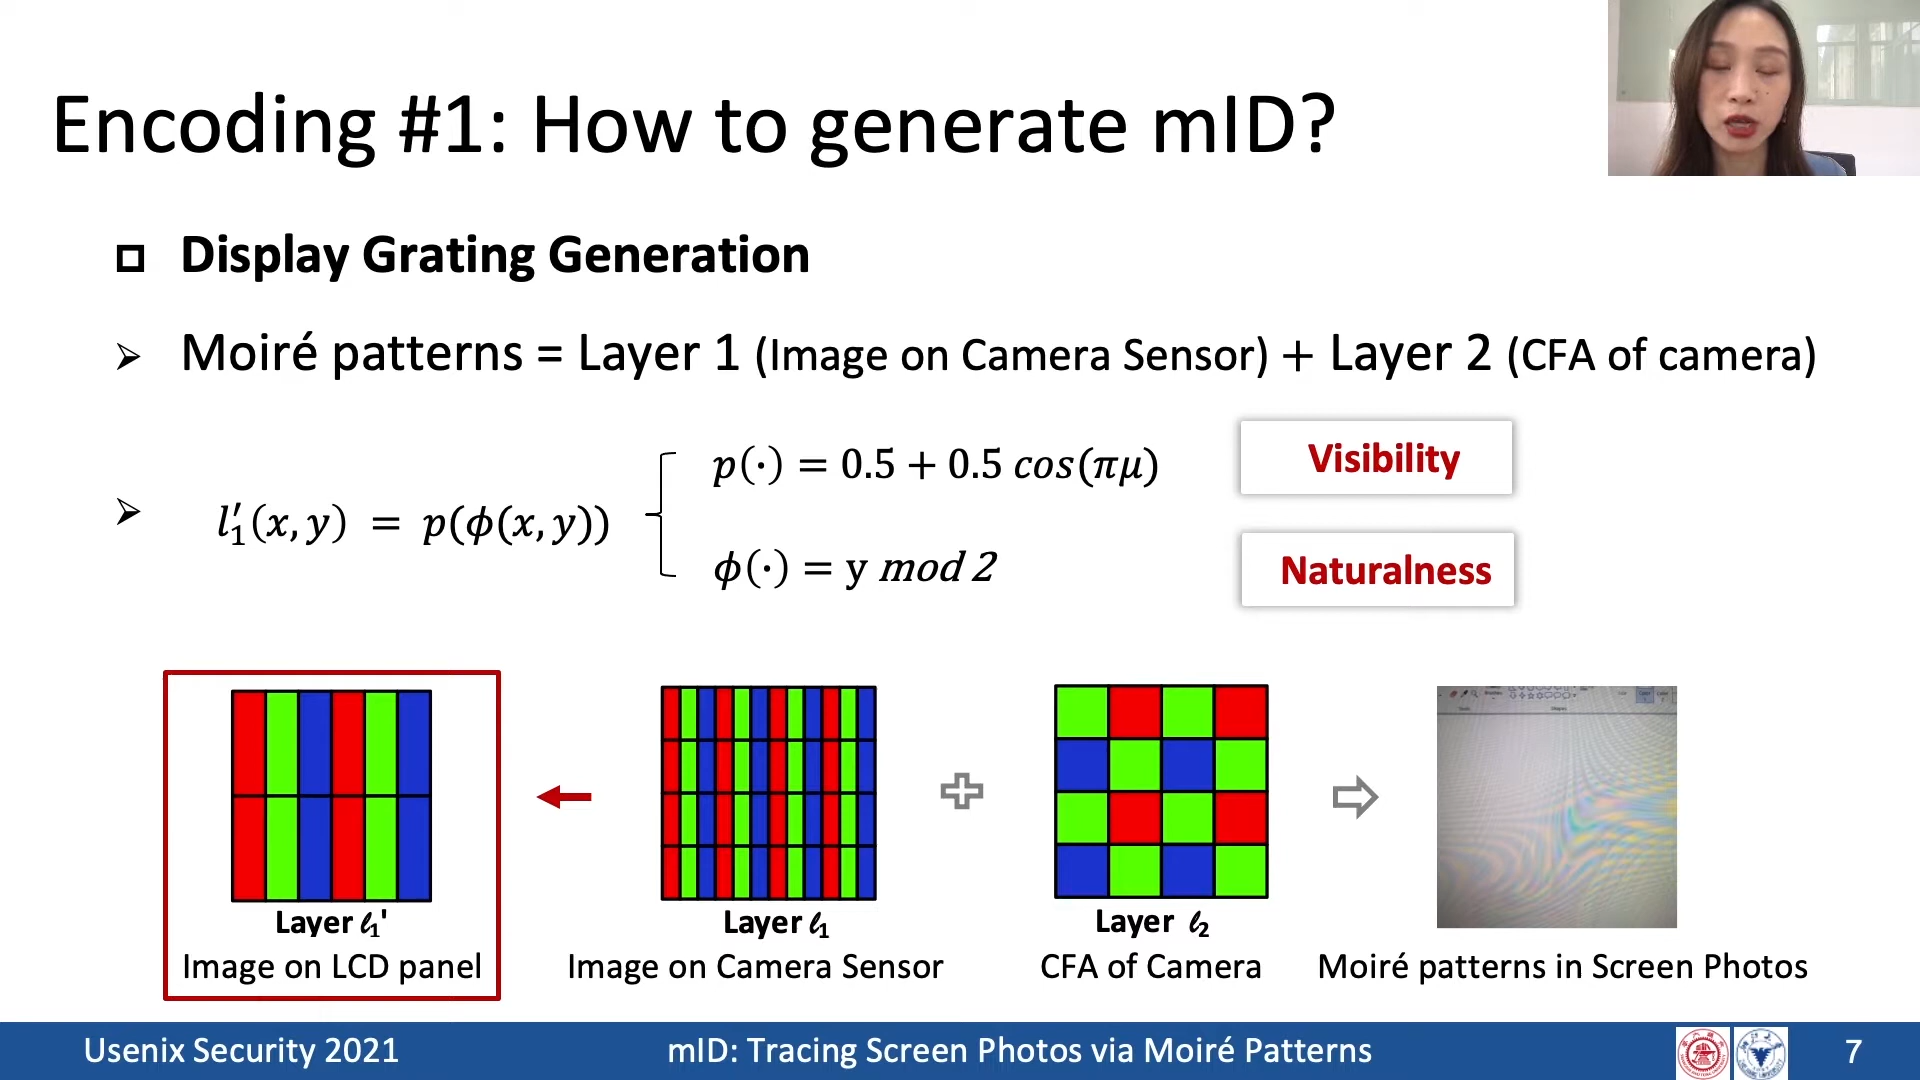 Encoding #1: How to generate mID?
Display Grating Generation
Moiré patterns = Layer 1 (Image on Camera Sensor) + Layer 2 (CFA of camera)
p(·) = 0.5 + 0.5 cos(πμ)
Visibility
l₁′(x, y) = p(ϕ(x, y))
ϕ(·) = y mod 2
Naturalness
Layer ℓ₁'
Image on LCD panel
Layer ℓ₁
Image on Camera Sensor
Layer ℓ₂
CFA of Camera
Moiré patterns in Screen Photos
Usenix Security 2021
mID: Tracing Screen Photos via Moiré Patterns
7